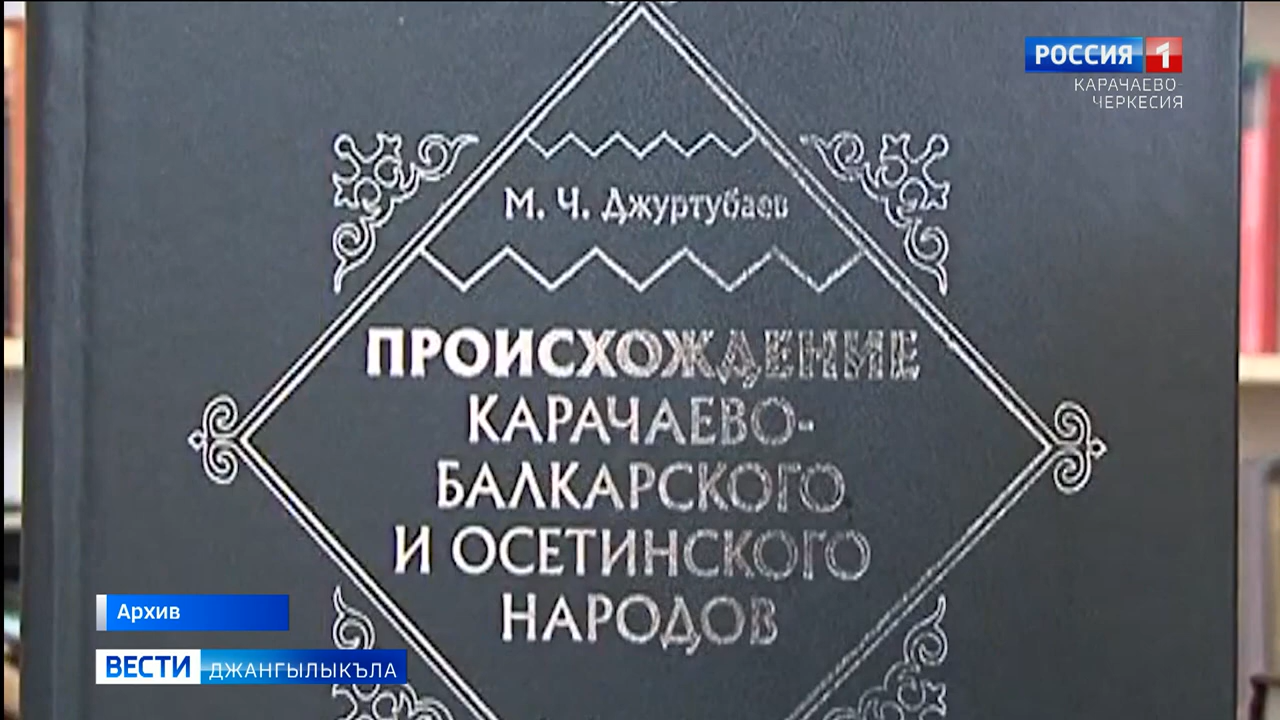 РОССИЯ 1
КАРАЧАЕВО-
ЧЕРКЕСИЯ
М. Ч. Джуртубаев
ПРОИСХОЖДЕНИЕ
КАРАЧАЕВО-
БАЛКАРСКОГО
И ОСЕТИНСКОГО
НАРОДОВ
Архив
ВЕСТИ ДЖАНГЫЛЫКЪЛА